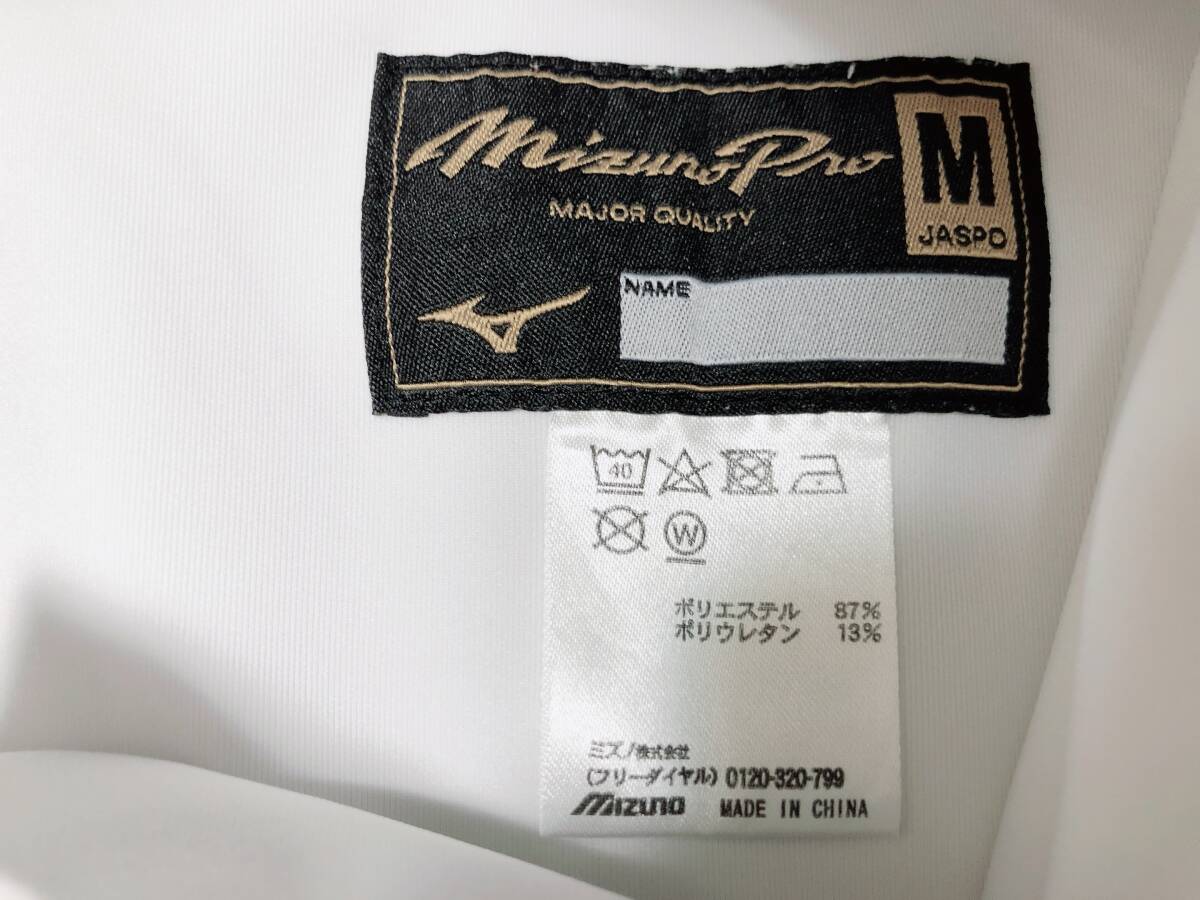 Mizuno Pro
MAJOR QUALITY
M
JASPO
NAME
40
W
ポリエステル 87%
ポリウレタン 13%
ミズノ株式会社
(フリーダイヤル) 0120-320-799
Mizuno MADE IN CHINA